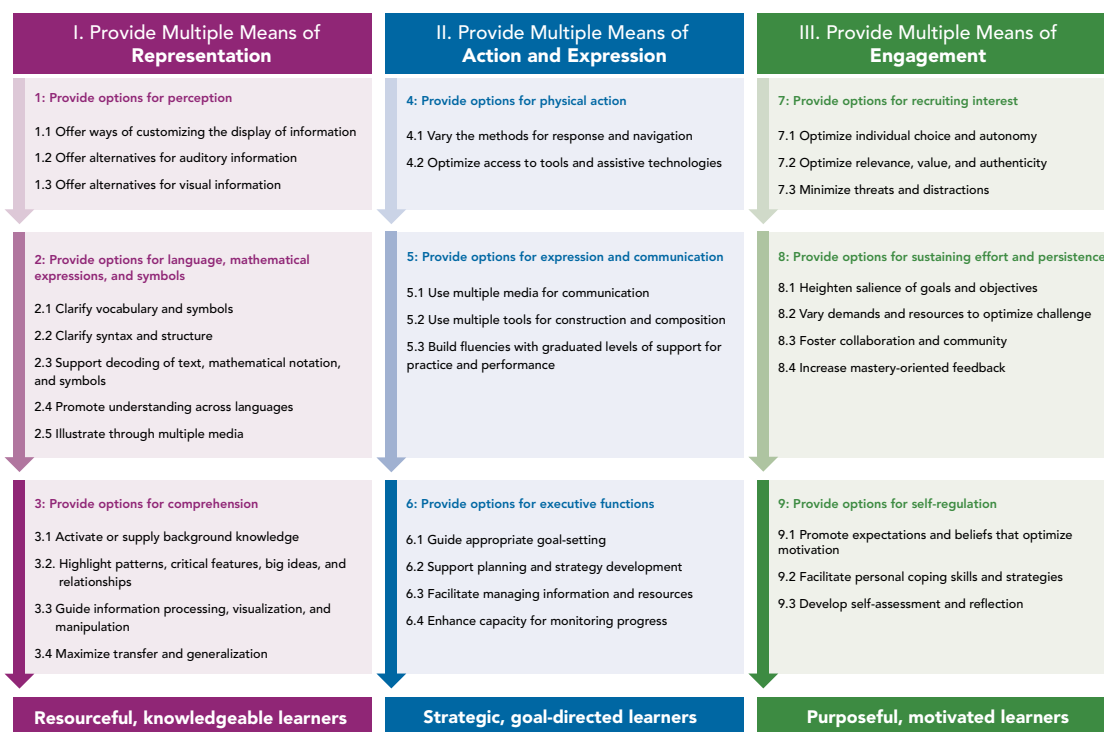 I. Provide Multiple Means of
Representation
1: Provide options for perception
1.1 Offer ways of customizing the display of information
1.2 Offer alternatives for auditory information
1.3 Offer alternatives for visual information
2: Provide options for language, mathematical
expressions, and symbols
2.1 Clarify vocabulary and symbols
2.2 Clarify syntax and structure
2.3 Support decoding of text, mathematical notation,
and symbols
2.4 Promote understanding across languages
2.5 Illustrate through multiple media
3: Provide options for comprehension
3.1 Activate or supply background knowledge
3.2. Highlight patterns, critical features, big ideas, and
relationships
3.3 Guide information processing, visualization, and
manipulation
3.4 Maximize transfer and generalization
Resourceful, knowledgeable learners
II. Provide Multiple Means of
Action and Expression
4: Provide options for physical action
4.1 Vary the methods for response and navigation
4.2 Optimize access to tools and assistive technologies
5: Provide options for expression and communication
5.1 Use multiple media for communication
5.2 Use multiple tools for construction and composition
5.3 Build fluencies with graduated levels of support for
practice and performance
6: Provide options for executive functions
6.1 Guide appropriate goal-setting
6.2 Support planning and strategy development
6.3 Facilitate managing information and resources
6.4 Enhance capacity for monitoring progress
Strategic, goal-directed learners
III. Provide Multiple Means of
Engagement
7: Provide options for recruiting interest
7.1 Optimize individual choice and autonomy
7.2 Optimize relevance, value, and authenticity
7.3 Minimize threats and distractions
8: Provide options for sustaining effort and persistence
8.1 Heighten salience of goals and objectives
8.2 Vary demands and resources to optimize challenge
8.3 Foster collaboration and community
8.4 Increase mastery-oriented feedback
9: Provide options for self-regulation
9.1 Promote expectations and beliefs that optimize
motivation
9.2 Facilitate personal coping skills and strategies
9.3 Develop self-assessment and reflection
Purposeful, motivated learners